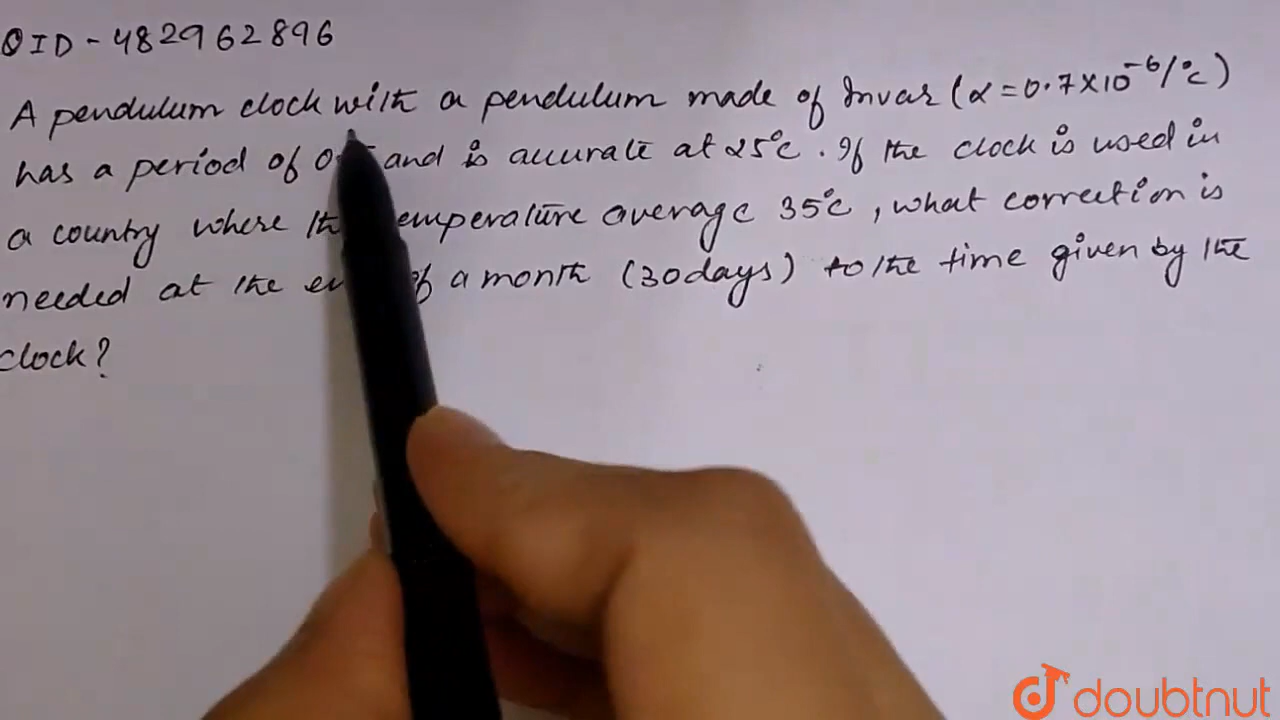 QID - 482962896
A pendulum clock with a pendulum made of Invar (α = 0.7×10⁻⁶/°C)
has a period of and is accurate at 25°C. If the clock is used in
a country where temperature average 35°C, what correction is
needed at the of a month (30days) to the time given by the
clock?
doubtnut